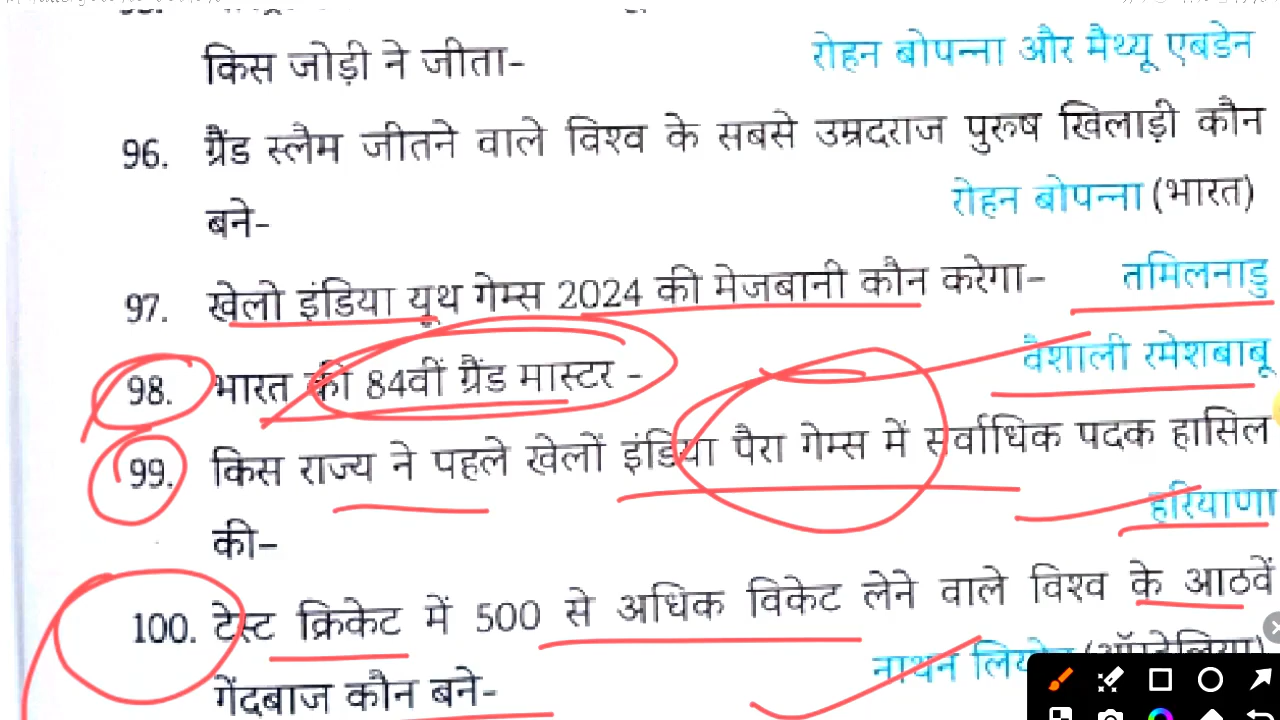 किस जोड़ी ने जीता- रोहन बोपन्ना और मैथ्यू एबडेन
96. ग्रैंड स्लैम जीतने वाले विश्व के सबसे उम्रदराज पुरुष खिलाड़ी कौन
बने- रोहन बोपन्ना (भारत)
97. खेलो इंडिया यूथ गेम्स 2024 की मेजबानी कौन करेगा- तमिलनाडु
98. भारत की 84वीं ग्रैंड मास्टर - वैशाली रमेशबाबू
99. किस राज्य ने पहले खेलों इंडिया पैरा गेम्स में सर्वाधिक पदक हासिल
की- हरियाणा
100. टेस्ट क्रिकेट में 500 से अधिक विकेट लेने वाले विश्व के आठवें
गेंदबाज कौन बने- नाथन